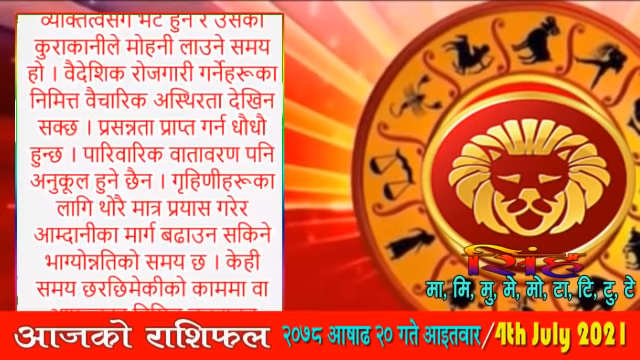 व्यक्तित्वसँग भेट हुने र उसको
कुराकानीले मोहनी लाउने समय
हो । वैदेशिक रोजगारी गर्नेहरूका
निमित्त वैचारिक अस्थिरता देखिन
सक्छ । प्रसन्नता प्राप्त गर्न धौधौ
हुन्छ । पारिवारिक वातावरण पनि
अनुकूल हुने छैन । गृहिणीहरूका
लागि थोरै मात्र प्रयास गरेर
आम्दानीका मार्ग बढाउन सकिने
भाग्योन्नतिको समय छ । केही
समय छरछिमेकीको काममा वा
सिंह
मा, मि, मु, मे, मो, टा, टि, टु, टे
आजको राशिफल २०७८ आषाढ २० गते आइतवार/4th July 2021